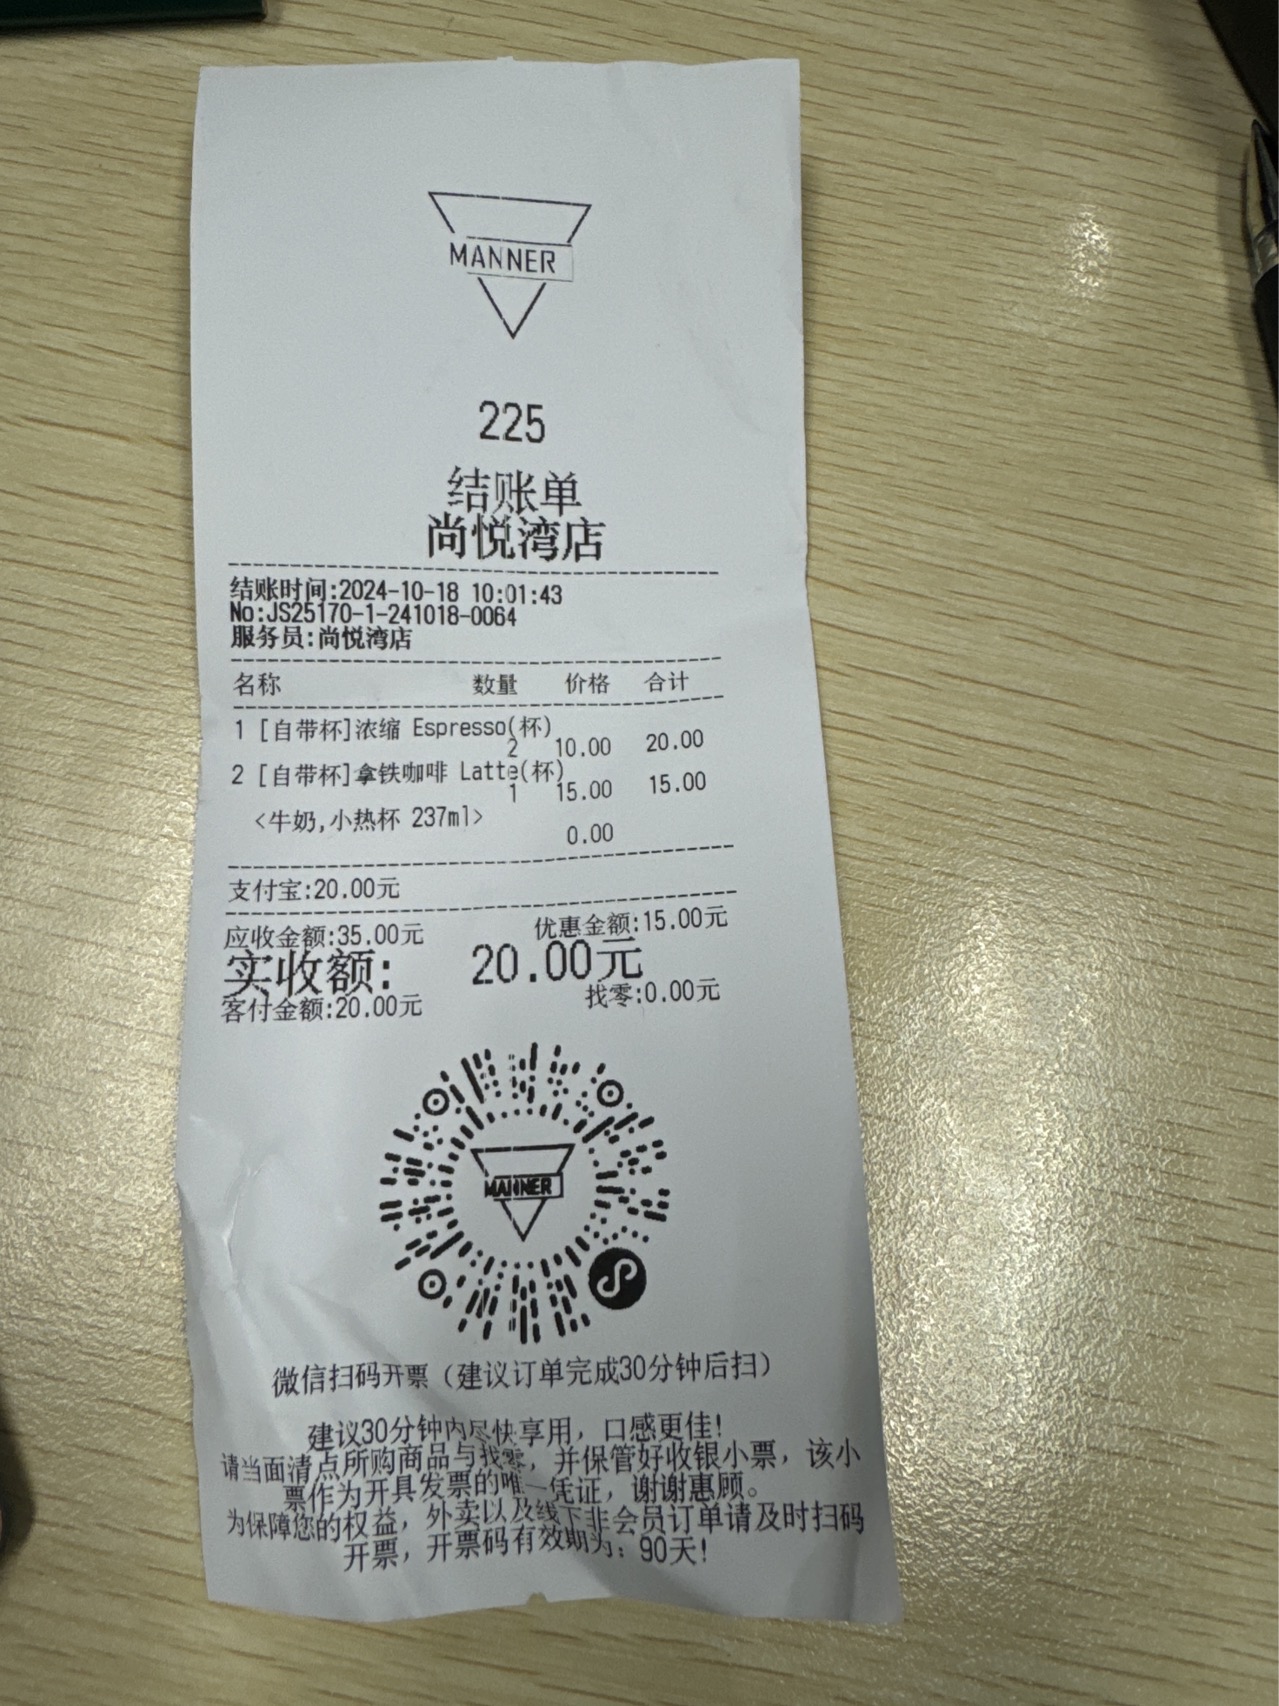 MANNER
225
结账单
尚悦湾店
结账时间:2024-10-18 10:01:43
No:JS25170-1-241018-0064
服务员:尚悦湾店
名称 数量 价格 合计
1 [自带杯]浓缩 Espresso(杯)
2 10.00 20.00
2 [自带杯]拿铁咖啡 Latte(杯)
1 15.00 15.00
<牛奶,小热杯 237ml>
0.00
支付宝:20.00元
应收金额:35.00元 优惠金额:15.00元
实收额: 20.00元
客付金额:20.00元 找零:0.00元
MANNER
微信扫码开票（建议订单完成30分钟后扫）
建议30分钟内尽快享用，口感更佳!
请当面清点所购商品与找零，并保管好收银小票，该小
票作为开具发票的唯一凭证，谢谢惠顾。
为保障您的权益，外卖以及线下非会员订单请及时扫码
开票，开票码有效期为：90天!